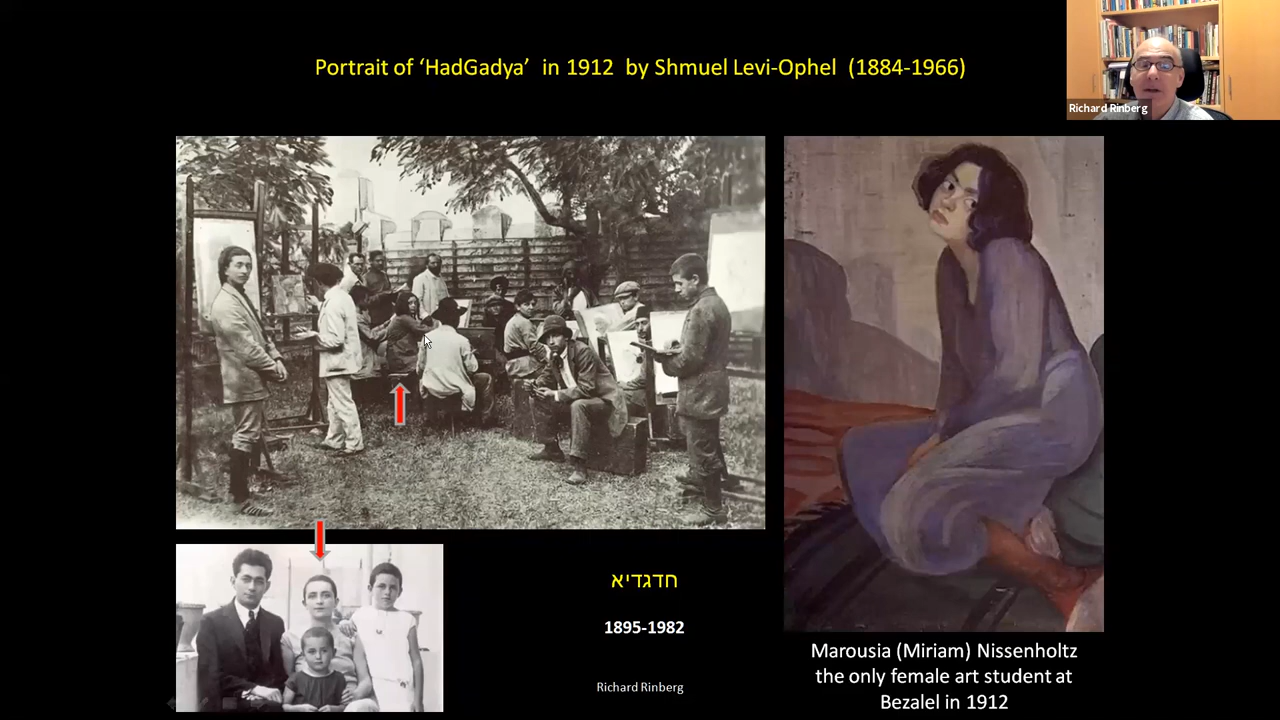 Portrait of ‘HadGadya’ in 1912 by Shmuel Levi-Ophel (1884-1966)
Richard Rinberg
חדגדיא
1895-1982
Richard Rinberg
Marousia (Miriam) Nissenholtz
the only female art student at
Bezalel in 1912